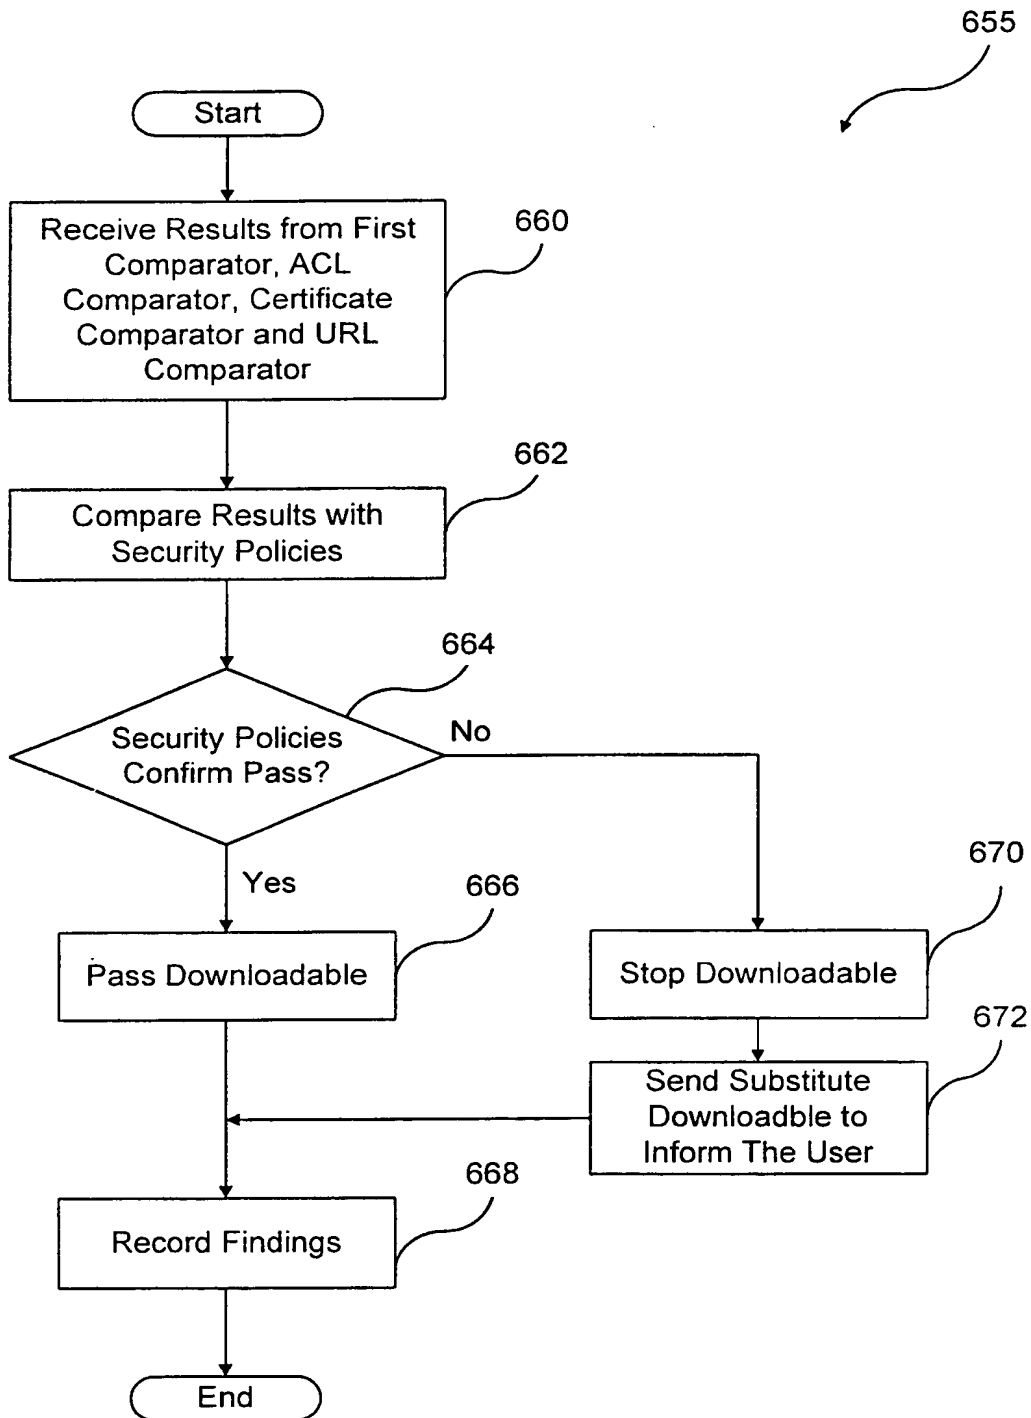 655
Start
Receive Results from First
Comparator, ACL
Comparator, Certificate
Comparator and URL
Comparator
660
662
Compare Results with
Security Policies
664
Security Policies
Confirm Pass?
No
Yes
666
670
Pass Downloadable
Stop Downloadable
672
Send Substitute
Downloadble to
Inform The User
668
Record Findings
End